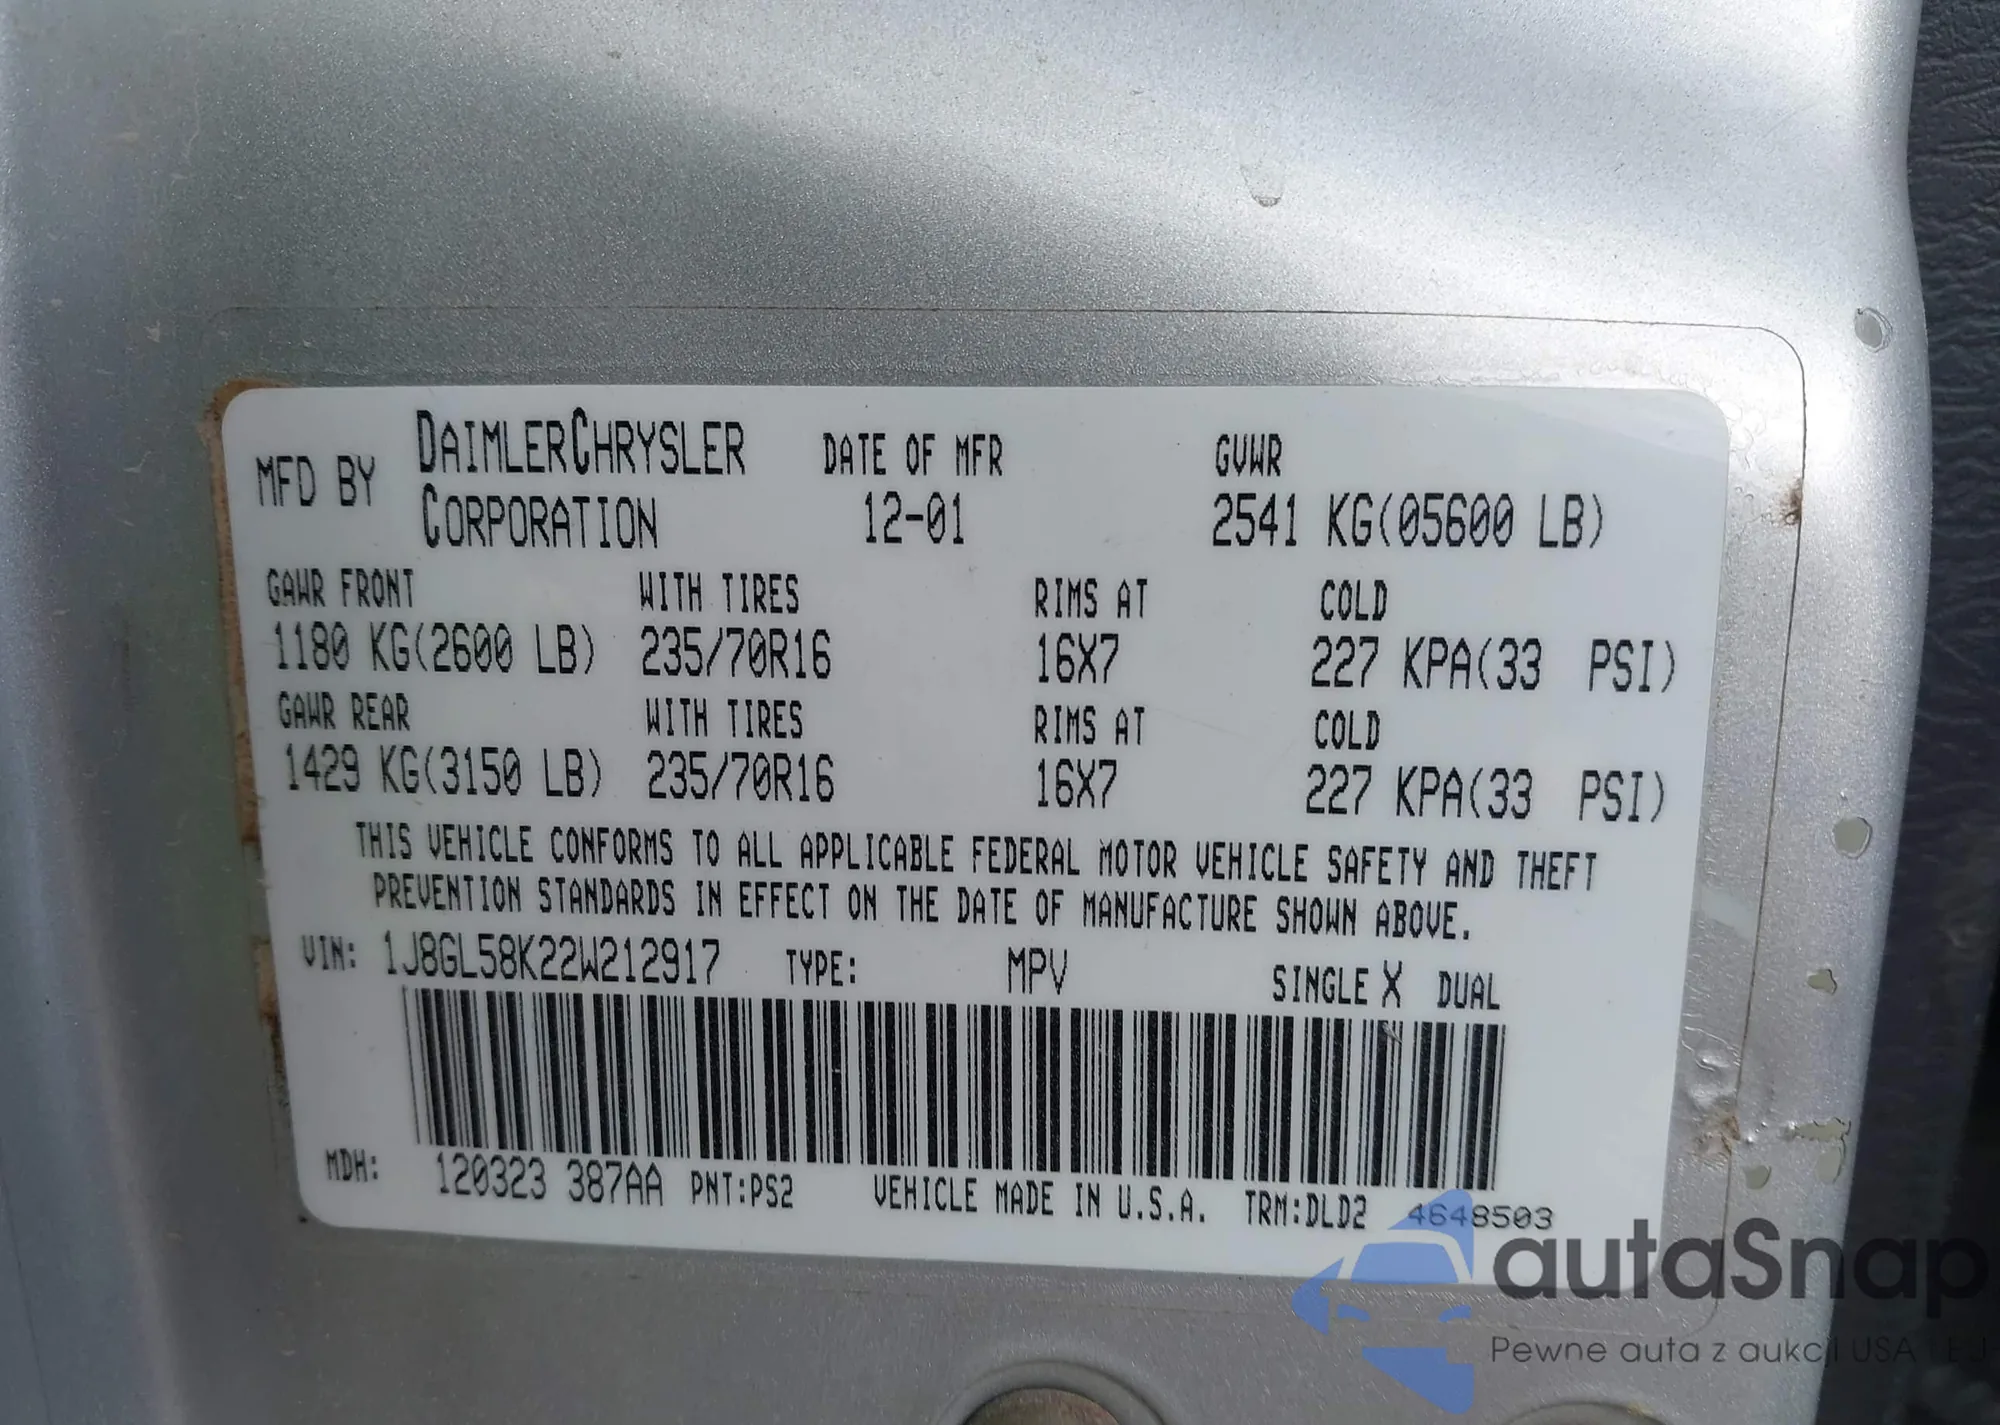 MFD BY DAIMLERCHRYSLER CORPORATION DATE OF MFR 12-01 GVWR 2541 KG(05600 LB)
GAWR FRONT WITH TIRES RIMS AT COLD
1180 KG(2600 LB) 235/70R16 16X7 227 KPA(33 PSI)
GAWR REAR WITH TIRES RIMS AT COLD
1429 KG(3150 LB) 235/70R16 16X7 227 KPA(33 PSI)
THIS VEHICLE CONFORMS TO ALL APPLICABLE FEDERAL MOTOR VEHICLE SAFETY AND THEFT
PREVENTION STANDARDS IN EFFECT ON THE DATE OF MANUFACTURE SHOWN ABOVE.
VIN: 1J8GL58K22W212917 TYPE: MPV SINGLE X DUAL
MDH: 120323 387AA PNT:PS2 VEHICLE MADE IN U.S.A. TRM:DLD2 4648503
autaSnap
Pewne auta z aukcji USA i EU